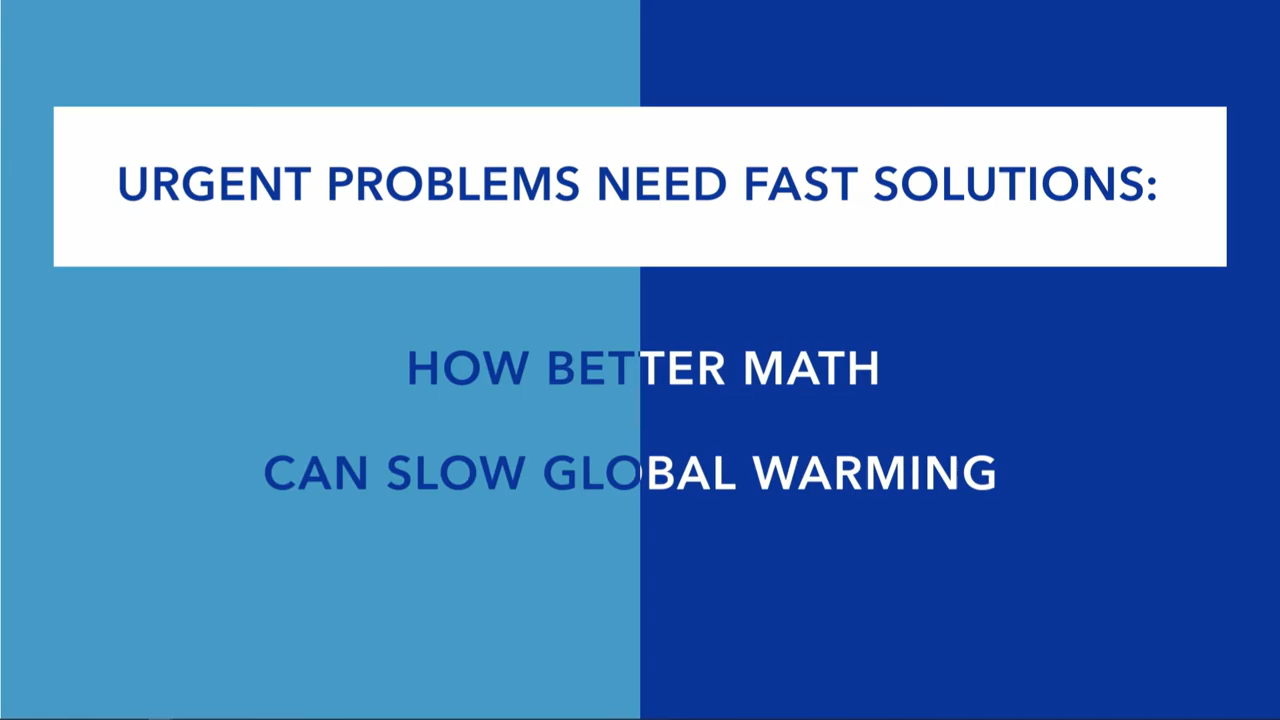 URGENT PROBLEMS NEED FAST SOLUTIONS:
HOW BETTER MATH
CAN SLOW GLOBAL WARMING